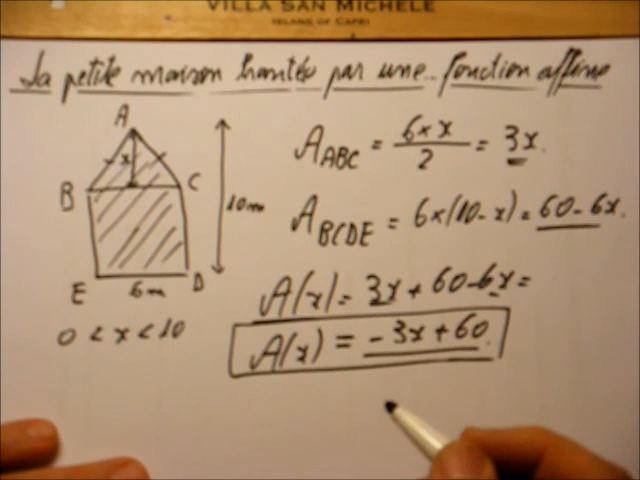 VILLA SAN MICHELE
ISLAND OF CAPRI
La petite maison hantée par une.. fonction affine
A
x
B
C
10m
E
6m
D
0 < x < 10
A_ABC = 6×x/2 = 3x.
A_BCDE = 6×(10-x) = 60-6x.
A(x) = 3x + 60-6x =
A(x) = -3x+60.